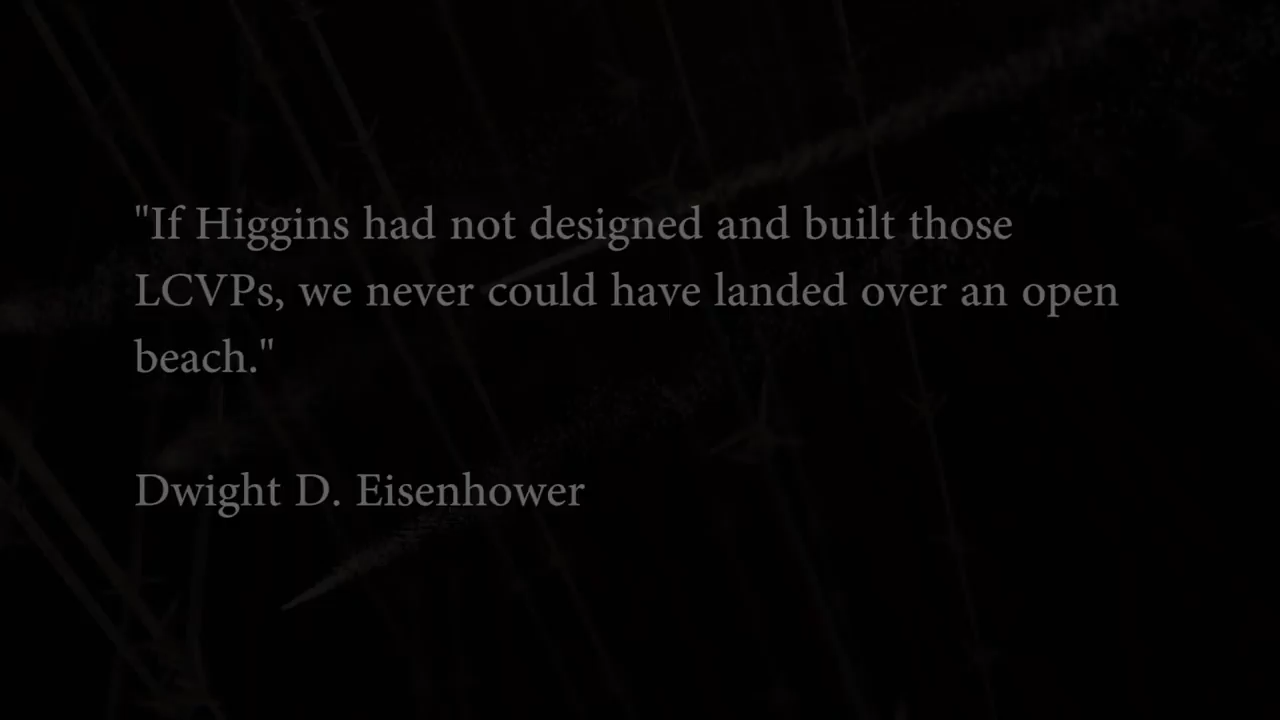 "If Higgins had not designed and built those
LCVPs, we never could have landed over an open
beach."
Dwight D. Eisenhower